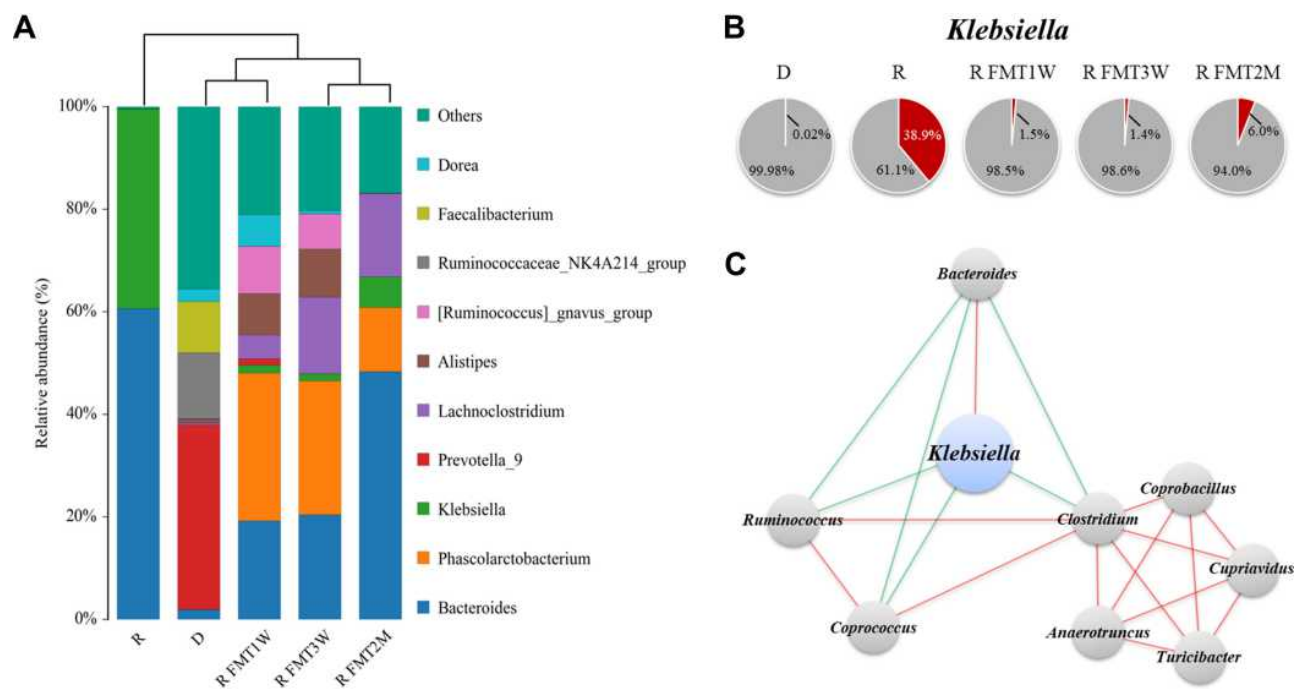 A
Relative abundance (%)
100%
80%
60%
40%
20%
0%
R
D
R FMT1W
R FMT3W
R FMT2M
Others
Dorea
Faecalibacterium
Ruminococcaceae_NK4A214_group
[Ruminococcus]_gnavus_group
Alistipes
Lachnoclostridium
Prevotella_9
Klebsiella
Phascolarctobacterium
Bacteroides
B
Klebsiella
D
R
R FMT1W
R FMT3W
R FMT2M
0.02%
99.98%
38.9%
61.1%
1.5%
98.5%
1.4%
98.6%
6.0%
94.0%
C
Bacteroides
Klebsiella
Coprobacillus
Ruminococcus
Clostridium
Cupriavidus
Coprococcus
Anaerotruncus
Turicibacter